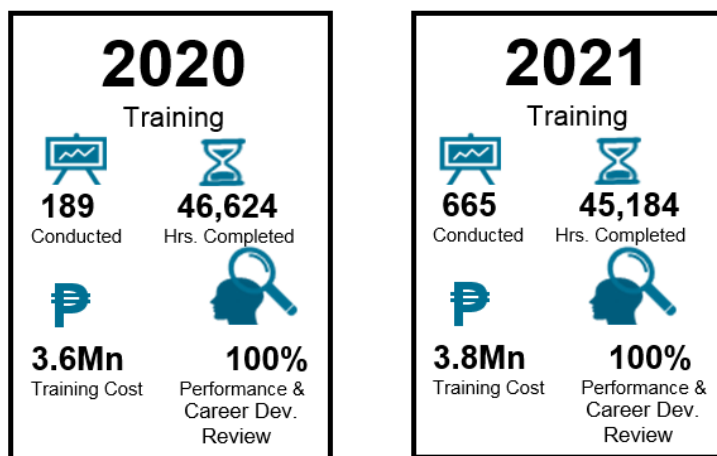 2020
Training
189 46,624
Conducted Hrs. Completed
₱
3.6Mn 100%
Training Cost Performance &
Career Dev.
Review
2021
Training
665 45,184
Conducted Hrs. Completed
₱
3.8Mn 100%
Training Cost Performance &
Career Dev.
Review